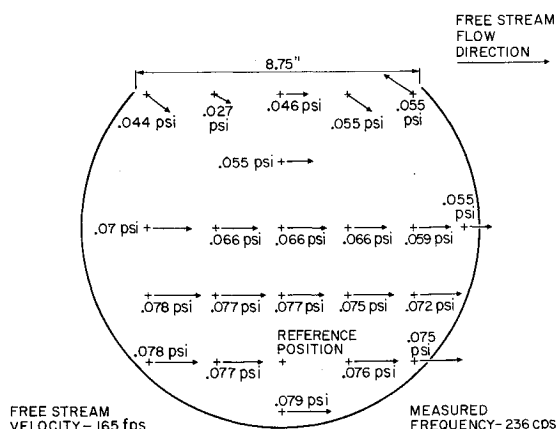 FREE STREAM
FLOW
DIRECTION
8.75"
.044 psi
.027
psi
.046 psi
.055 psi
.055
psi
.055 psi
.07 psi
.066 psi
.066 psi
.066 psi
.059 psi
.055
psi
.078 psi
.077 psi
.077 psi
.075 psi
.072 psi
.078 psi
.077 psi
REFERENCE
POSITION
.076 psi
.075
psi
.079 psi
FREE STREAM
VELOCITY - 165 fps
MEASURED
FREQUENCY - 236 cps